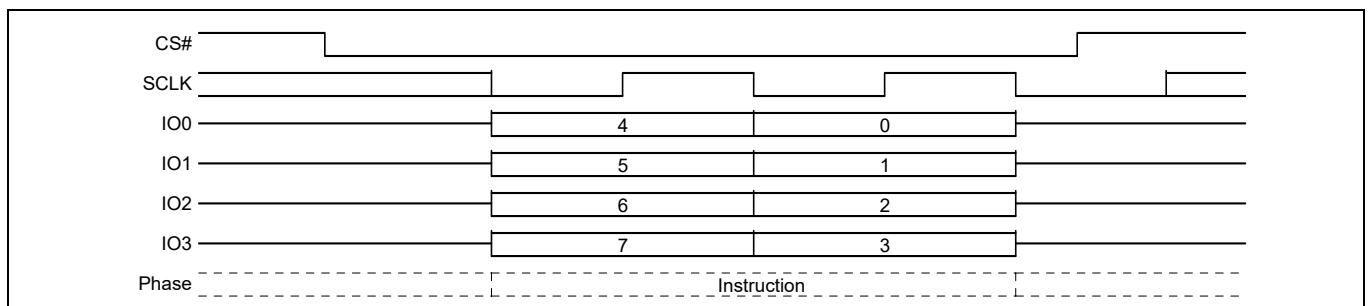 CS#
SCLK
IO0 4 0
IO1 5 1
IO2 6 2
IO3 7 3
Phase Instruction